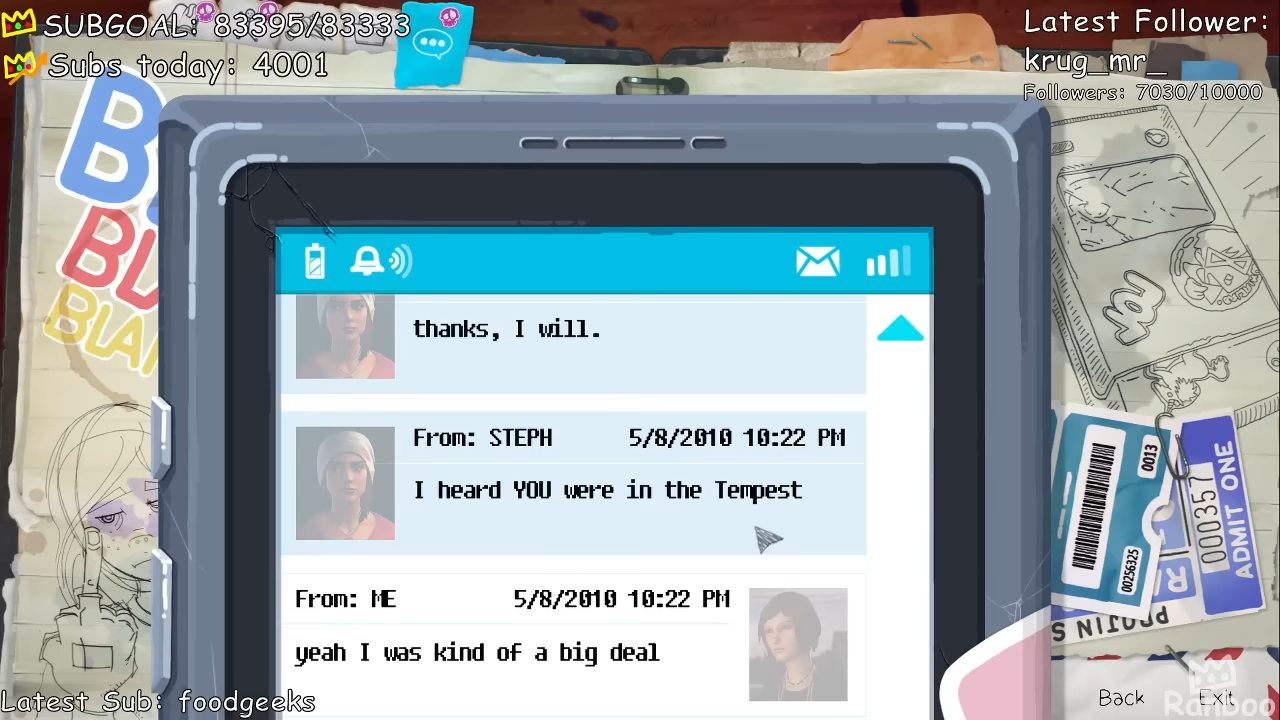 SUBGOAL: 83395/83333
Subs today: 4001
Latest Follower:
krug_mr_
Followers: 7030/10000
thanks, I will.
From: STEPH 5/8/2010 10:22 PM
I heard YOU were in the Tempest
From: ME 5/8/2010 10:22 PM
yeah I was kind of a big deal
0013
00256325
000357
ADMIT ONE
Latest Sub: foodgeeks
Back
Exit
Ranboo